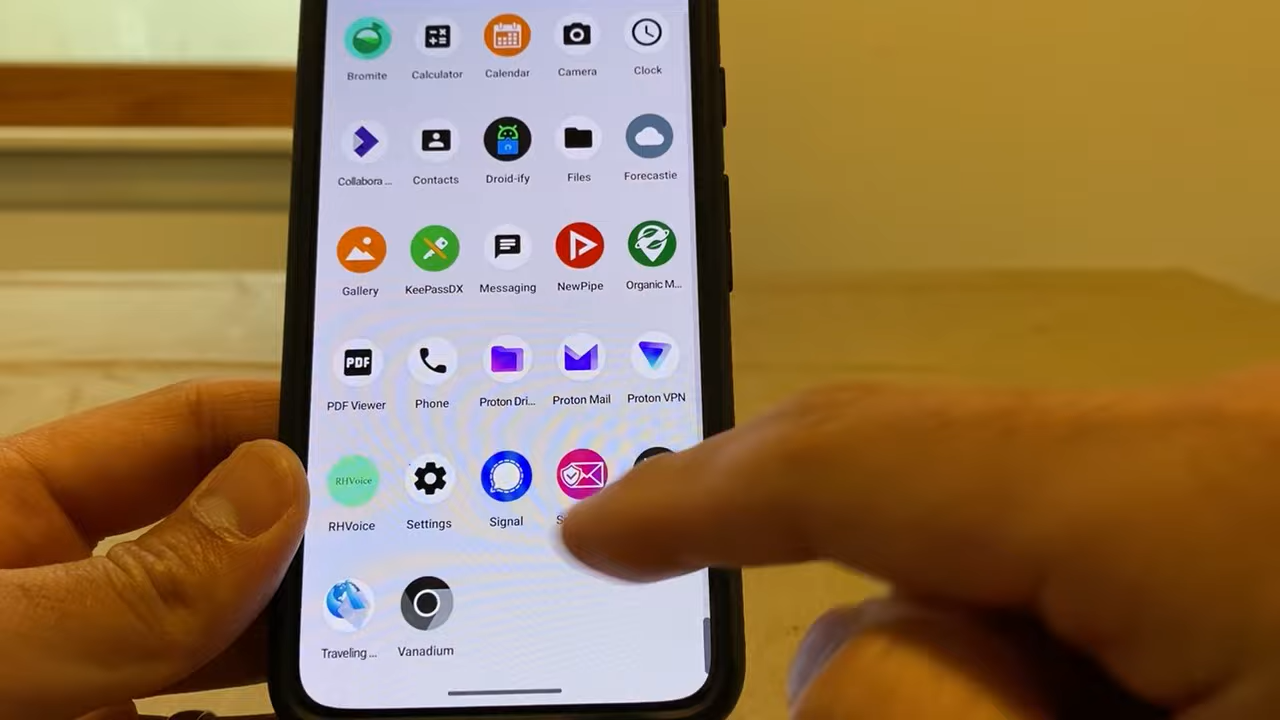 Bromite Calculator Calendar Camera Clock
Collabora ... Contacts Droid-ify Files Forecastie
Gallery KeePassDX Messaging NewPipe Organic M...
PDF
PDF Viewer Phone Proton Dri... Proton Mail Proton VPN
RHVoice
RHVoice Settings Signal
Traveling ... Vanadium